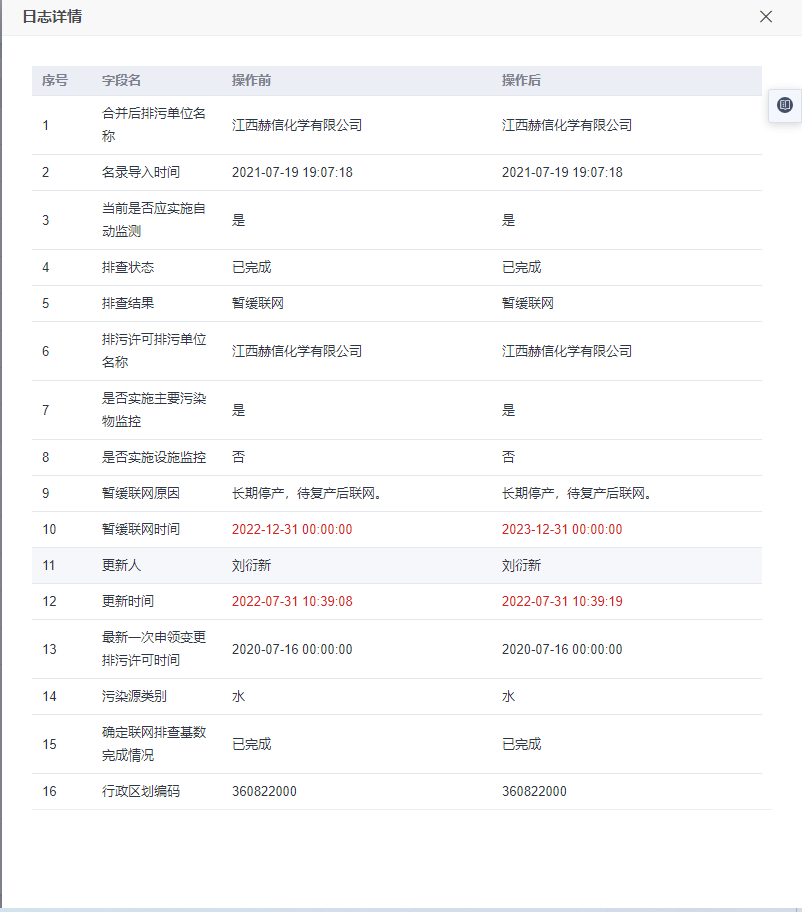 日志详情
序号 字段名 操作前 操作后
1 合并后排污单位名称 江西赫信化学有限公司 江西赫信化学有限公司
2 名录导入时间 2021-07-19 19:07:18 2021-07-19 19:07:18
3 当前是否应实施自动监测 是 是
4 排查状态 已完成 已完成
5 排查结果 暂缓联网 暂缓联网
6 排污许可排污单位名称 江西赫信化学有限公司 江西赫信化学有限公司
7 是否实施主要污染物监控 是 是
8 是否实施设施监控 否 否
9 暂缓联网原因 长期停产，待复产后联网。 长期停产，待复产后联网。
10 暂缓联网时间 2022-12-31 00:00:00 2023-12-31 00:00:00
11 更新人 刘衍新 刘衍新
12 更新时间 2022-07-31 10:39:08 2022-07-31 10:39:19
13 最新一次申领变更排污许可时间 2020-07-16 00:00:00 2020-07-16 00:00:00
14 污染源类别 水 水
15 确定联网排查基数完成情况 已完成 已完成
16 行政区划编码 360822000 360822000